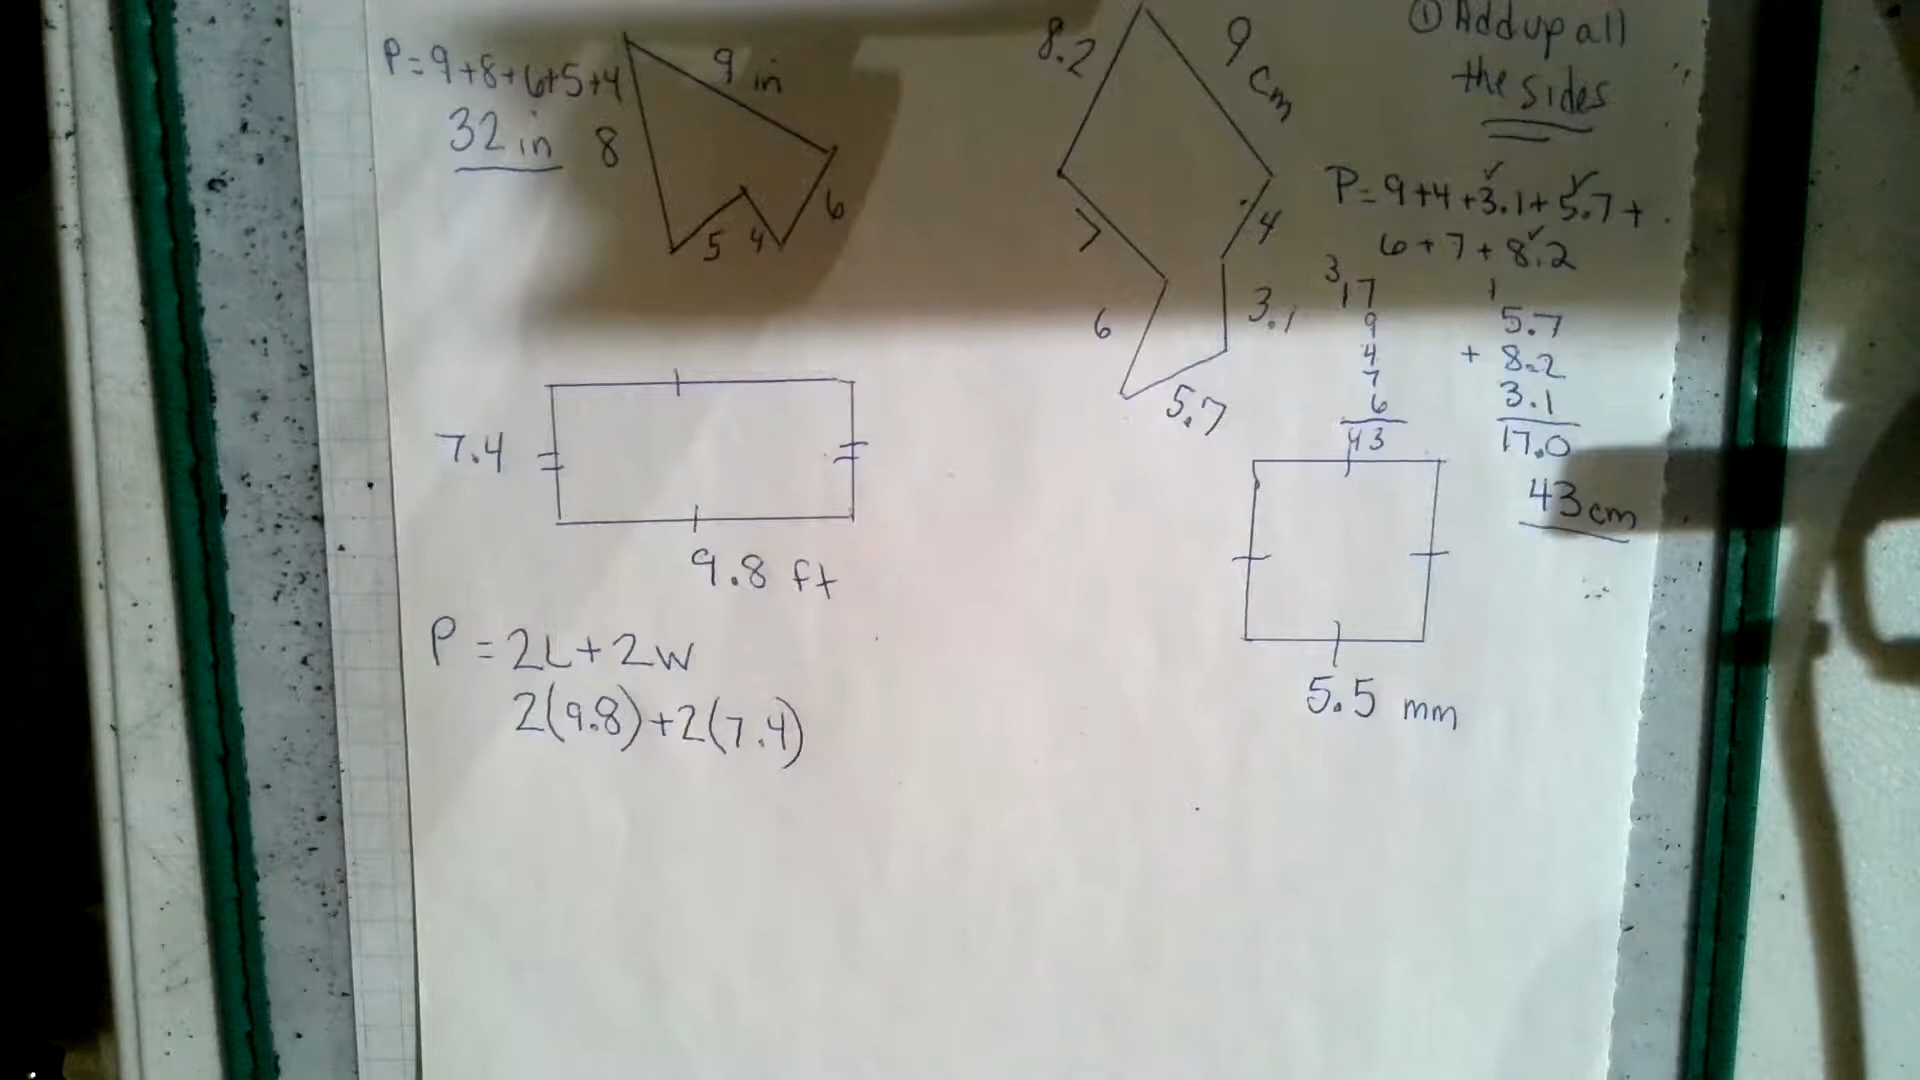 P=9+8+6+5+4
32 in
9 in
8
6
5
4
8.2
9 cm
7
4
6
3.1
5.7
① Add up all
the sides
P=9+4+3.1+5.7+
6+7+8.2
3
17
9
4
7
6
43
1
5.7
+ 8.2
3.1
17.0
43 cm
7.4
9.8 ft
P = 2L+2W
2(9.8)+2(7.4)
5.5 mm